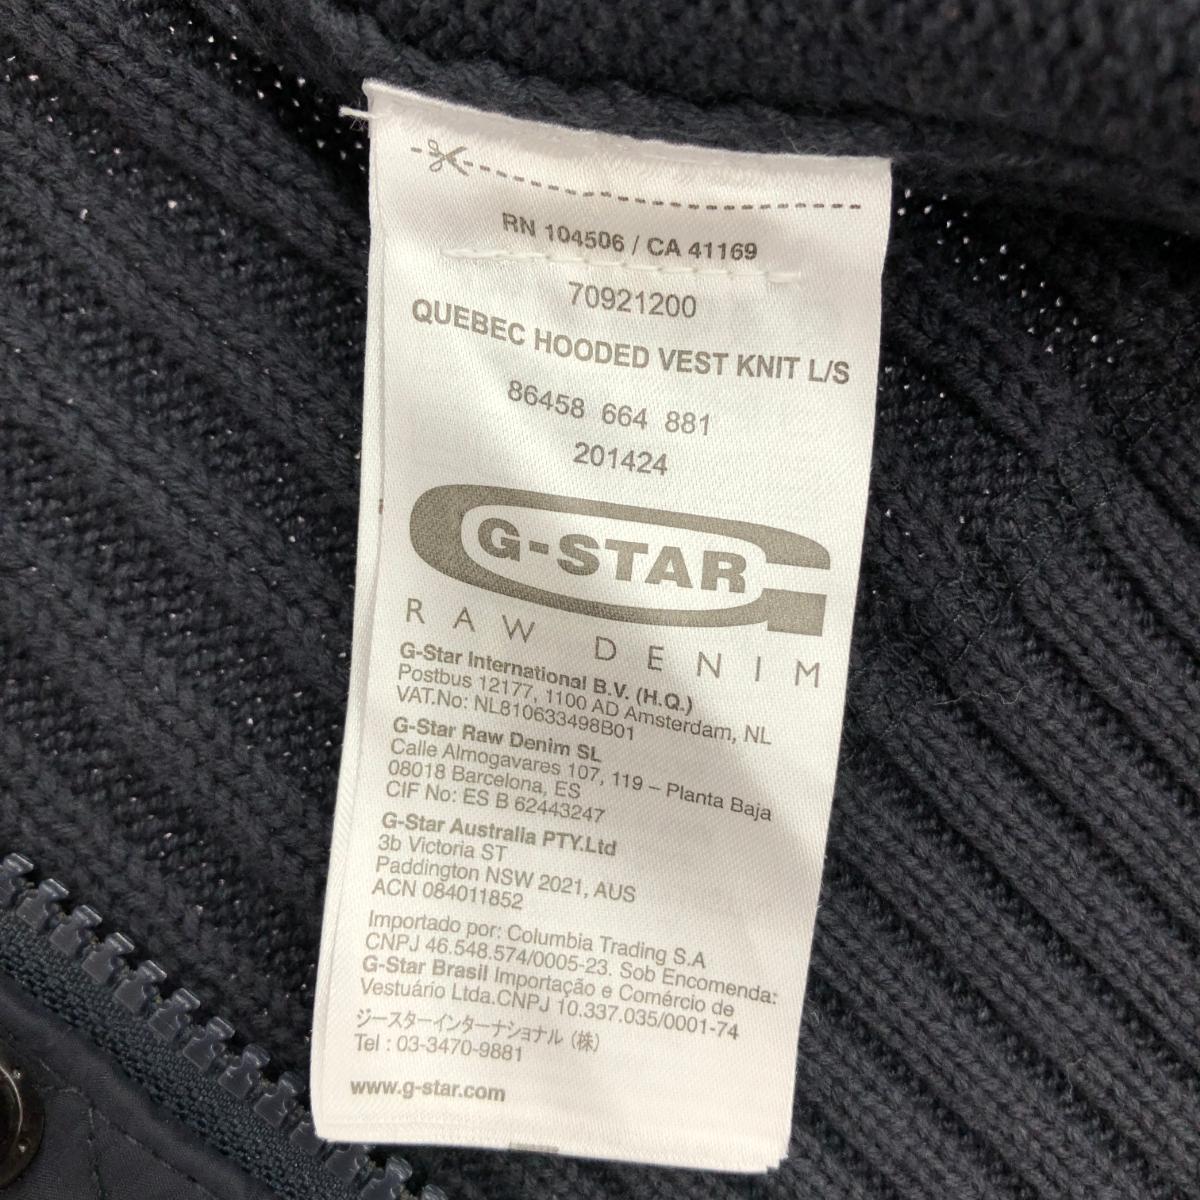 RN 104506 / CA 41169
70921200
QUEBEC HOODED VEST KNIT L/S
86458 664 881
201424
G-STAR
RAW DENIM
G-Star International B.V. (H.Q.)
Postbus 12177, 1100 AD Amsterdam, NL
VAT.No: NL810633498B01
G-Star Raw Denim SL
Calle Almogavares 107, 119 – Planta Baja
08018 Barcelona, ES
CIF No: ES B 62443247
G-Star Australia PTY.Ltd
3b Victoria ST
Paddington NSW 2021, AUS
ACN 084011852
Importado por: Columbia Trading S.A
CNPJ 46.548.574/0005-23. Sob Encomenda:
G-Star Brasil Importação e Comércio de
Vestuário Ltda.CNPJ 10.337.035/0001-74
ジースターインターナショナル（株）
Tel : 03-3470-9881
www.g-star.com